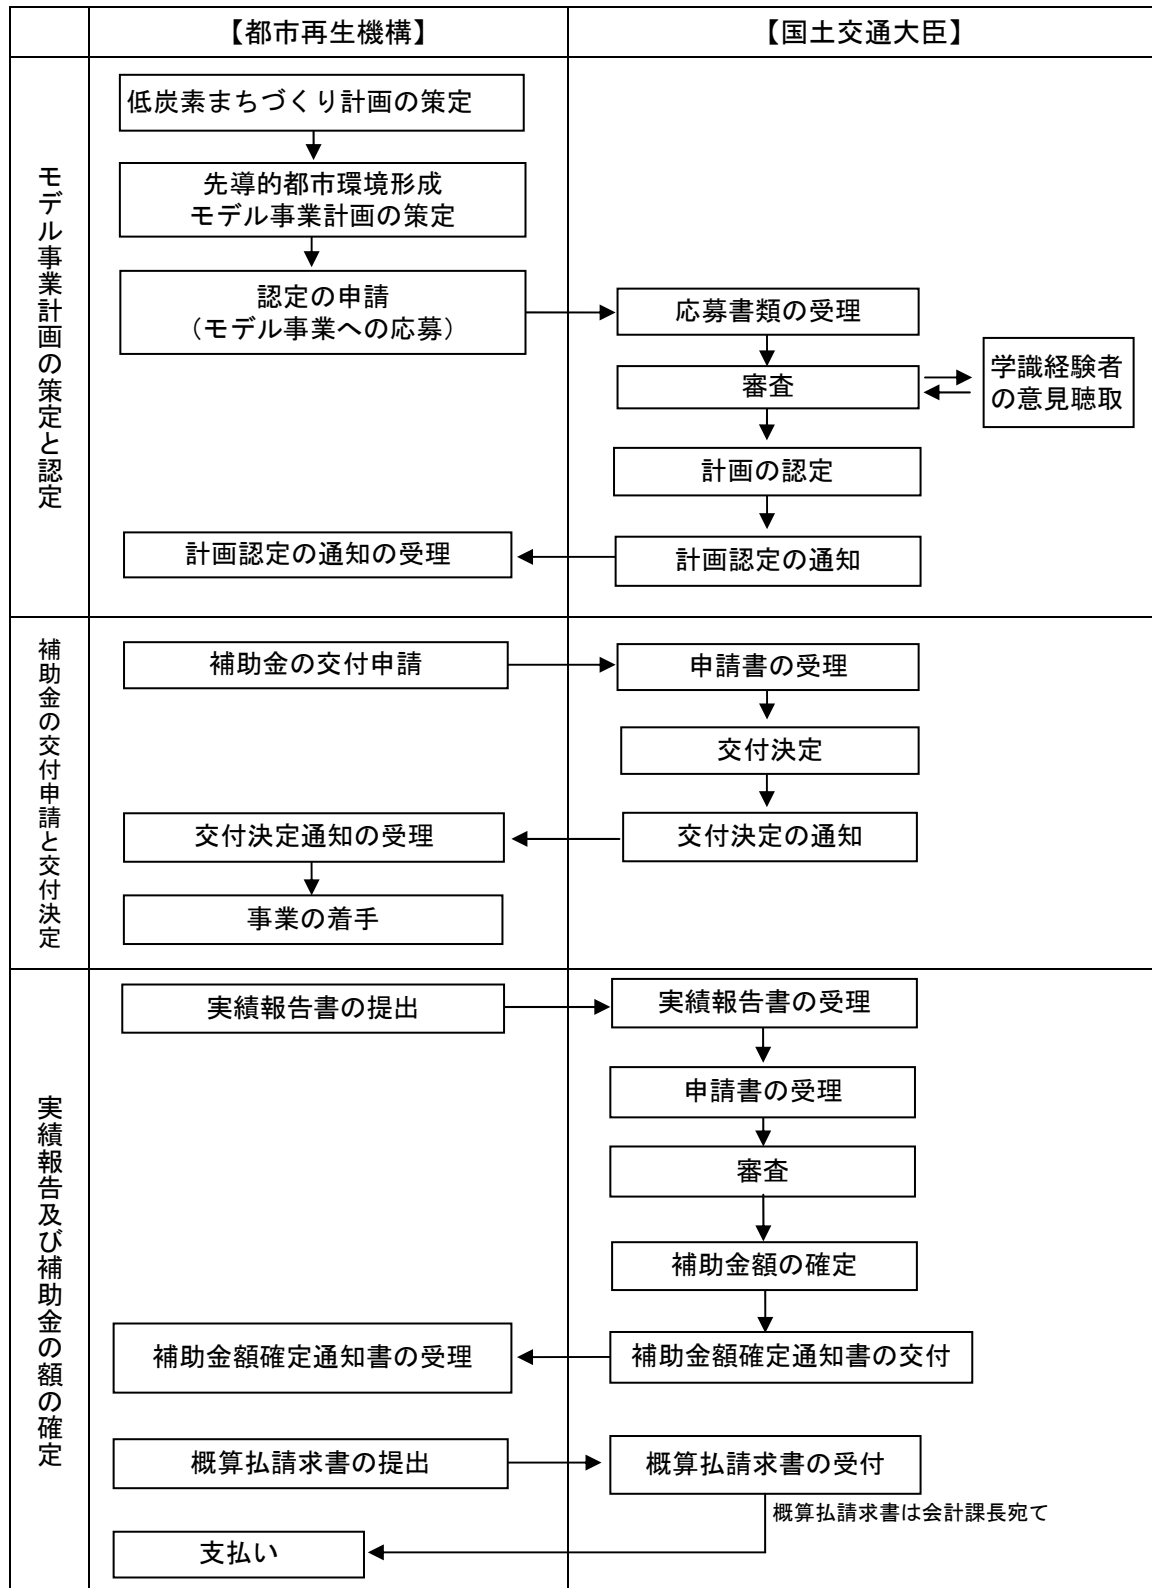 【都市再生機構】
【国土交通大臣】
モデル事業計画の策定と認定
低炭素まちづくり計画の策定
先導的都市環境形成
モデル事業計画の策定
認定の申請
（モデル事業への応募）
応募書類の受理
審査
学識経験者
の意見聴取
計画の認定
計画認定の通知
計画認定の通知の受理
補助金の交付申請と交付決定
補助金の交付申請
申請書の受理
交付決定
交付決定の通知
交付決定通知の受理
事業の着手
実績報告及び補助金の額の確定
実績報告書の提出
実績報告書の受理
申請書の受理
審査
補助金額の確定
補助金額確定通知書の交付
補助金額確定通知書の受理
概算払請求書の提出
概算払請求書の受付
概算払請求書は会計課長宛て
支払い